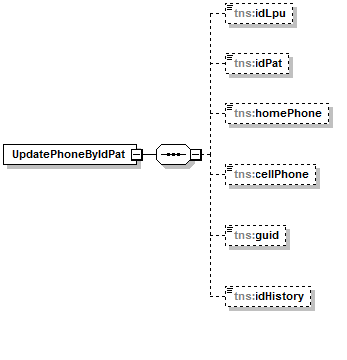 tns:idLpu
tns:idPat
tns:homePhone
UpdatePhoneByIdPat
tns:cellPhone
tns:guid
tns:idHistory